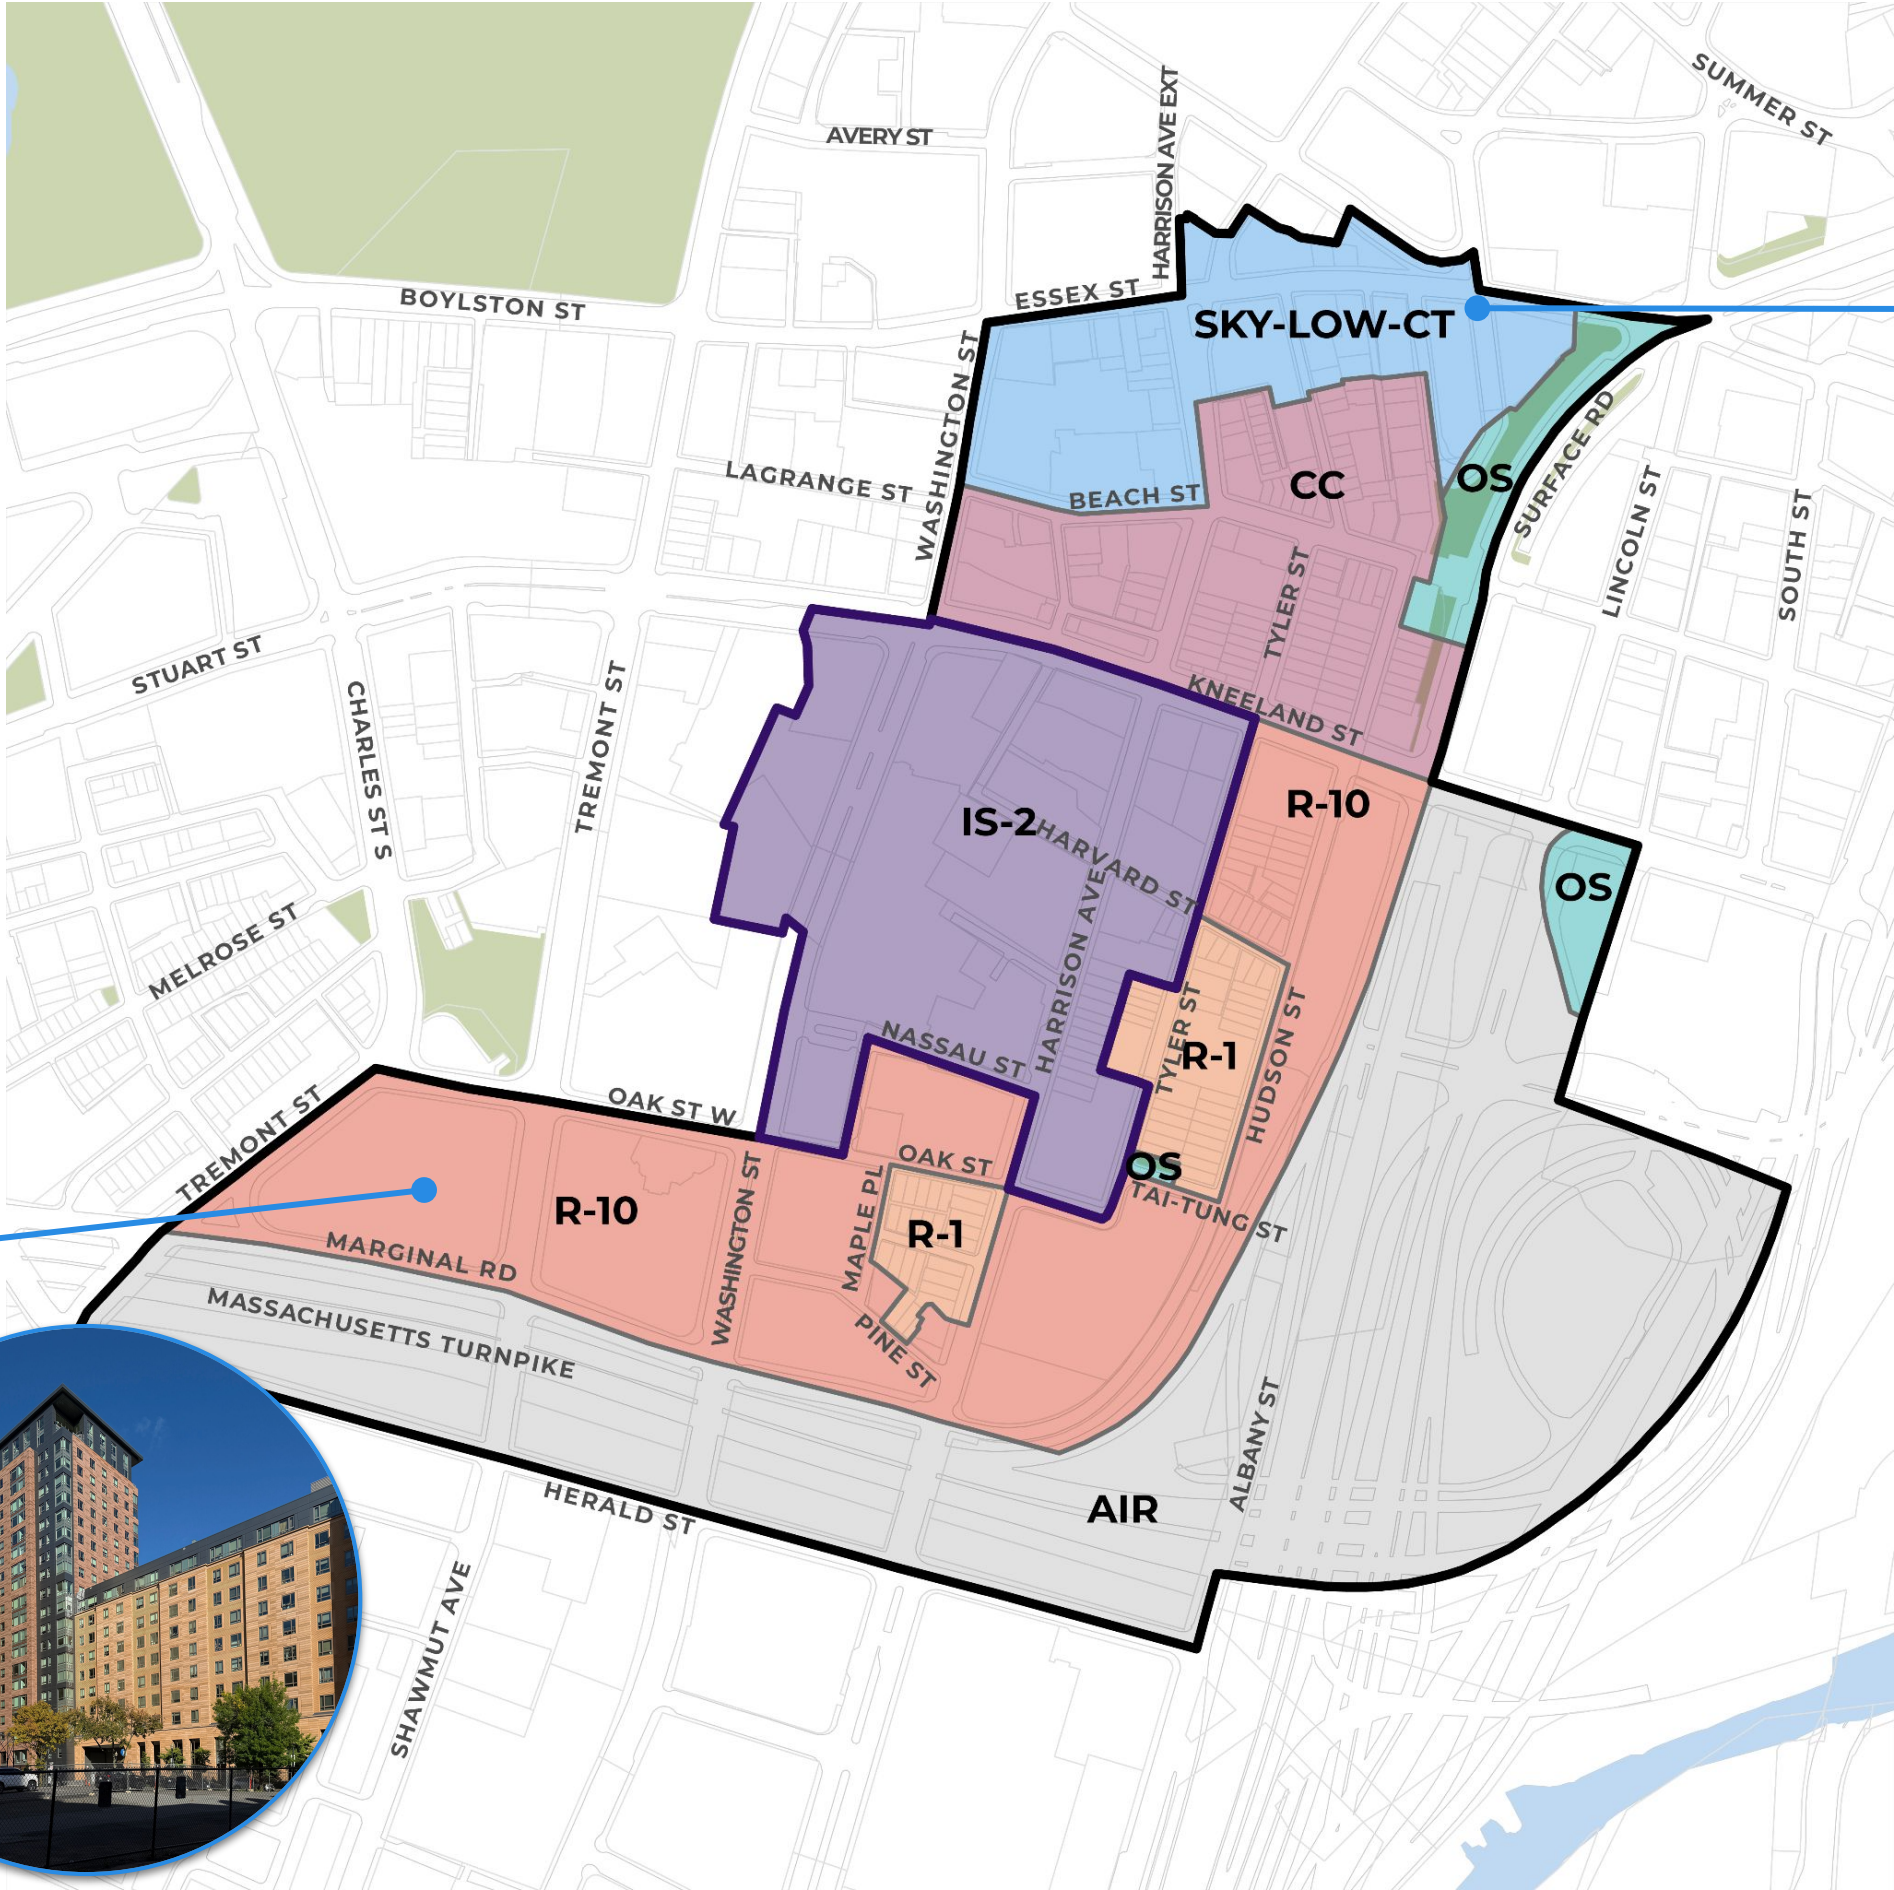 SUMMER ST
AVERY ST
HARRISON AVE EXT
BOYLSTON ST
ESSEX ST
SKY-LOW-CT
WASHINGTON ST
LAGRANGE ST
BEACH ST
CC
OS
SURFACE RD
LINCOLN ST
SOUTH ST
TYLER ST
STUART ST
CHARLES ST S
TREMONT ST
KNEELAND ST
IS-2
R-10
HARVARD ST
OS
HARRISON AVE
MELROSE ST
NASSAU ST
TYLER ST
R-1
HUDSON ST
OAK ST W
TREMONT ST
OAK ST
OS
TAI-TUNG ST
R-10
WASHINGTON ST
MAPLE PL
R-1
MARGINAL RD
MASSACHUSETTS TURNPIKE
PINE ST
ALBANY ST
AIR
HERALD ST
SHAWMUT AVE